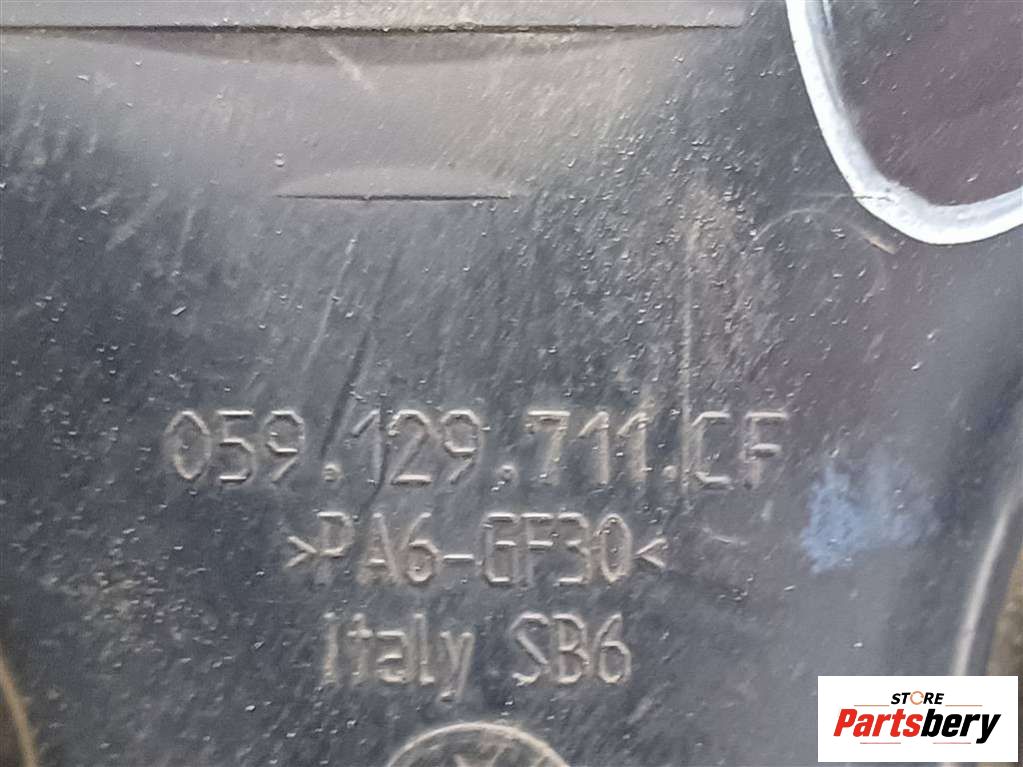 059.129.711.CF
>PA6-GF30<
Italy SB6
STORE
Partsbery